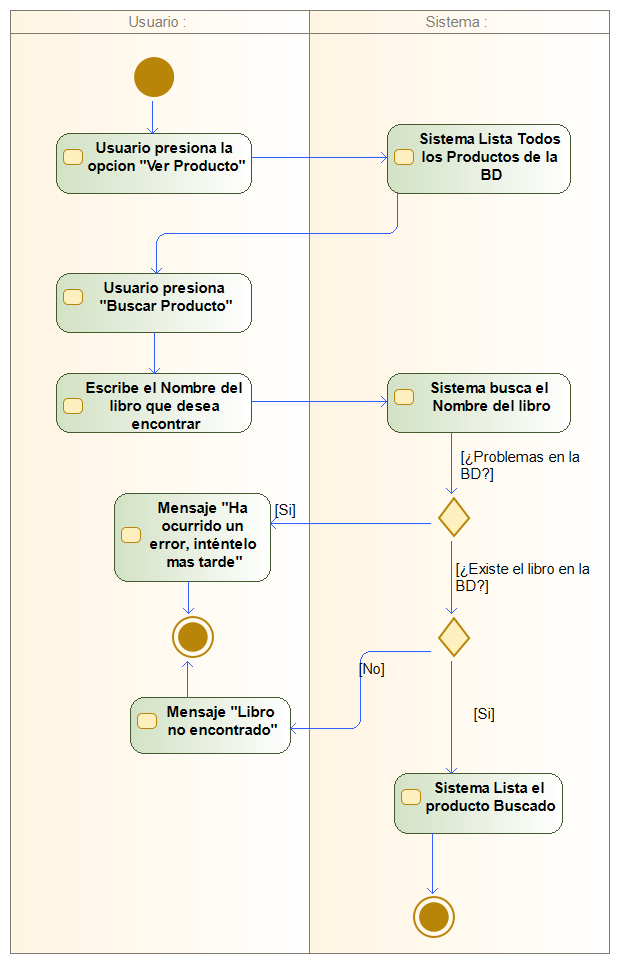 Usuario :
Sistema :
Usuario presiona la
opcion "Ver Producto"
Sistema Lista Todos
los Productos de la
BD
Usuario presiona
"Buscar Producto"
Escribe el Nombre del
libro que desea
encontrar
Sistema busca el
Nombre del libro
[¿Problemas en la
BD?]
Mensaje "Ha
ocurrido un
error, inténtelo
mas tarde"
[Si]
[¿Existe el libro en la
BD?]
[No]
Mensaje "Libro
no encontrado"
[Si]
Sistema Lista el
producto Buscado